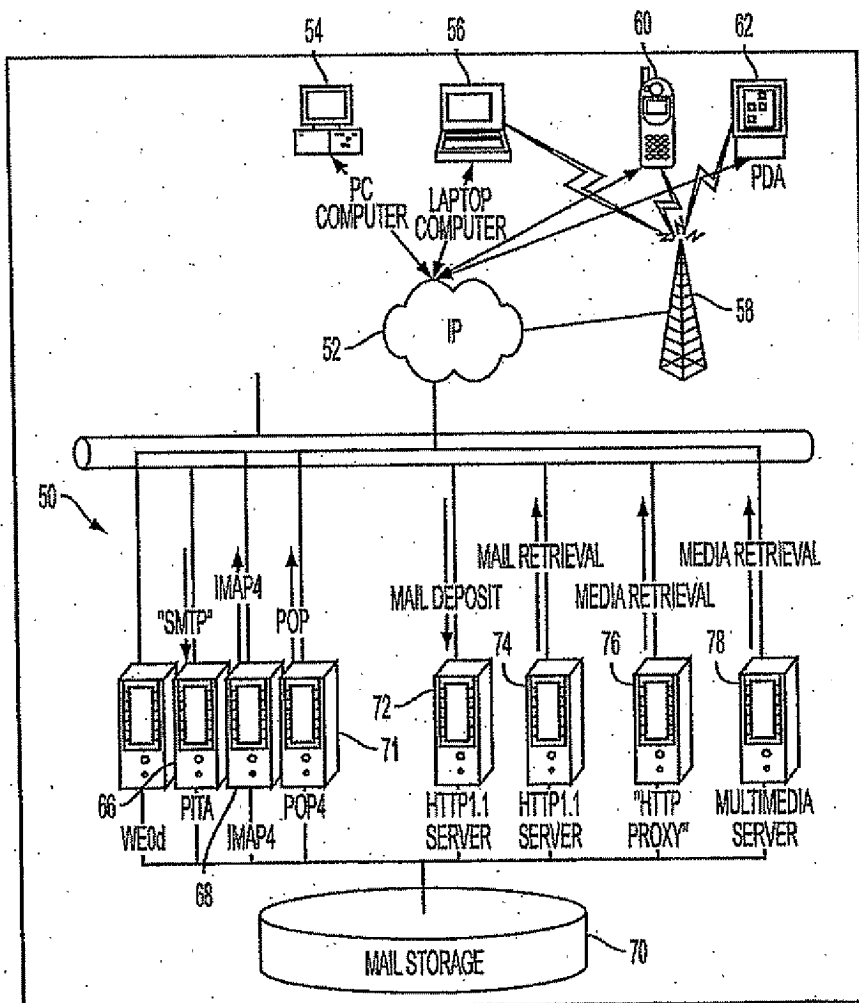 54
56
60
62
PC
COMPUTER
LAPTOP
COMPUTER
PDA
52
IP
58
50
"SMTP"
IMAP4
POP
MAIL DEPOSIT
MAIL RETRIEVAL
MEDIA RETRIEVAL
MEDIA RETRIEVAL
72
74
76
78
66
71
WE0d
PITA
IMAP4
POP4
HTTP1.1
SERVER
HTTP1.1
SERVER
"HTTP
PROXY"
MULTIMEDIA
SERVER
68
MAIL STORAGE
70